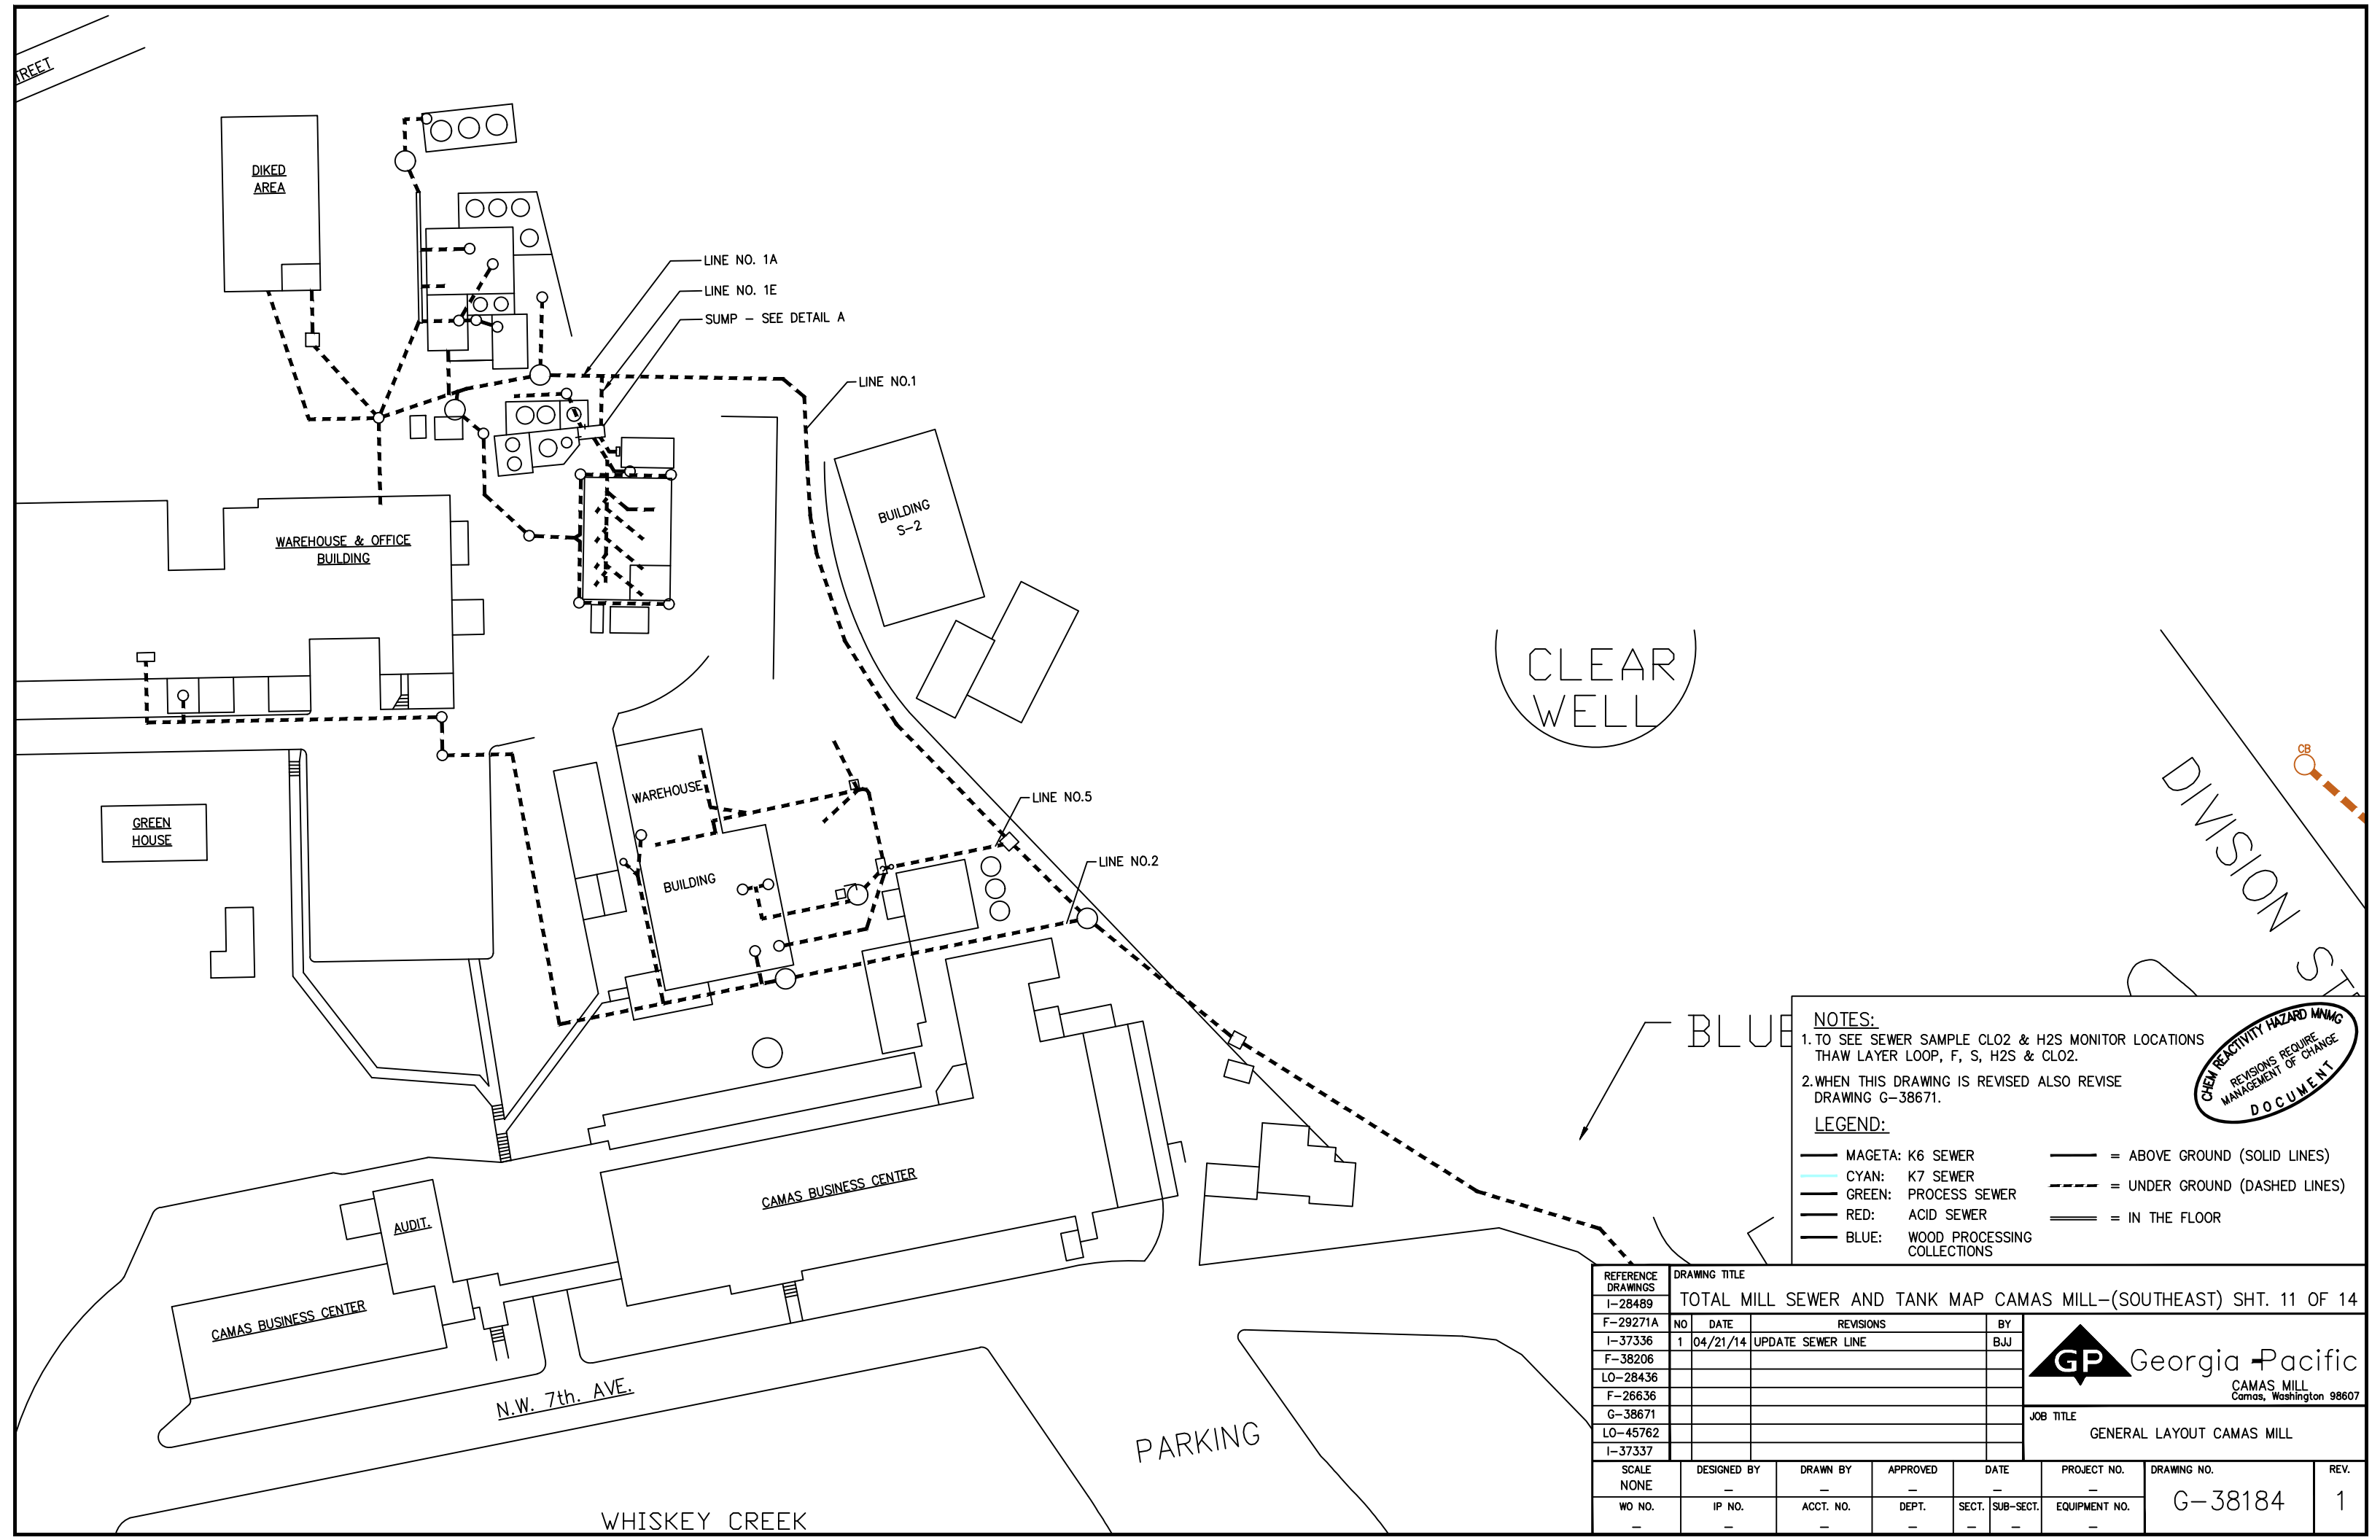 TREET
DIKED
AREA
LINE NO. 1A
LINE NO. 1E
SUMP – SEE DETAIL A
LINE NO.1
BUILDING
S-2
WAREHOUSE & OFFICE
BUILDING
CLEAR
WELL
CB
DIVISION ST.
GREEN
HOUSE
WAREHOUSE
BUILDING
LINE NO.5
LINE NO.2
BLUE
CAMAS BUSINESS CENTER
AUDIT.
CAMAS BUSINESS CENTER
N.W. 7th. AVE.
PARKING
WHISKEY CREEK
NOTES:
1. TO SEE SEWER SAMPLE CLO2 & H2S MONITOR LOCATIONS
THAW LAYER LOOP, F, S, H2S & CLO2.
2. WHEN THIS DRAWING IS REVISED ALSO REVISE
DRAWING G-38671.
CHEM REACTIVITY HAZARD MNMG
REVISIONS REQUIRE
MANAGEMENT OF CHANGE
DOCUMENT
LEGEND:
MAGETA: K6 SEWER
CYAN: K7 SEWER
GREEN: PROCESS SEWER
RED: ACID SEWER
BLUE: WOOD PROCESSING
COLLECTIONS
= ABOVE GROUND (SOLID LINES)
= UNDER GROUND (DASHED LINES)
= IN THE FLOOR
REFERENCE
DRAWINGS
I-28489
F-29271A
I-37336
F-38206
LO-28436
F-26636
G-38671
LO-45762
I-37337
DRAWING TITLE
TOTAL MILL SEWER AND TANK MAP CAMAS MILL-(SOUTHEAST) SHT. 11 OF 14
NO DATE REVISIONS BY
1 04/21/14 UPDATE SEWER LINE BJJ
GP Georgia-Pacific
CAMAS MILL
Camas, Washington 98607
JOB TITLE
GENERAL LAYOUT CAMAS MILL
SCALE DESIGNED BY DRAWN BY APPROVED DATE PROJECT NO. DRAWING NO. REV.
NONE – – – – –
G-38184 1
WO NO. IP NO. ACCT. NO. DEPT. SECT. SUB-SECT. EQUIPMENT NO.
– – – – – – –